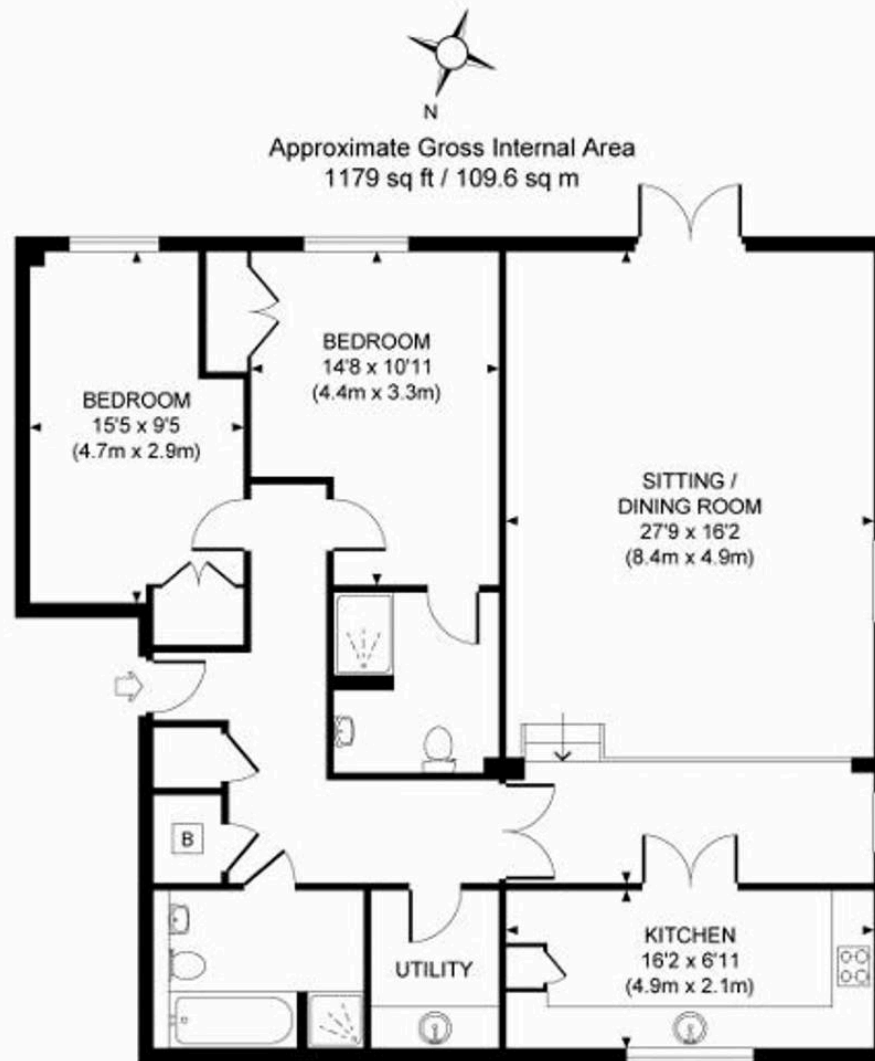 N
Approximate Gross Internal Area
1179 sq ft / 109.6 sq m
BEDROOM
14'8 x 10'11
(4.4m x 3.3m)
BEDROOM
15'5 x 9'5
(4.7m x 2.9m)
SITTING /
DINING ROOM
27'9 x 16'2
(8.4m x 4.9m)
B
UTILITY
KITCHEN
16'2 x 6'11
(4.9m x 2.1m)